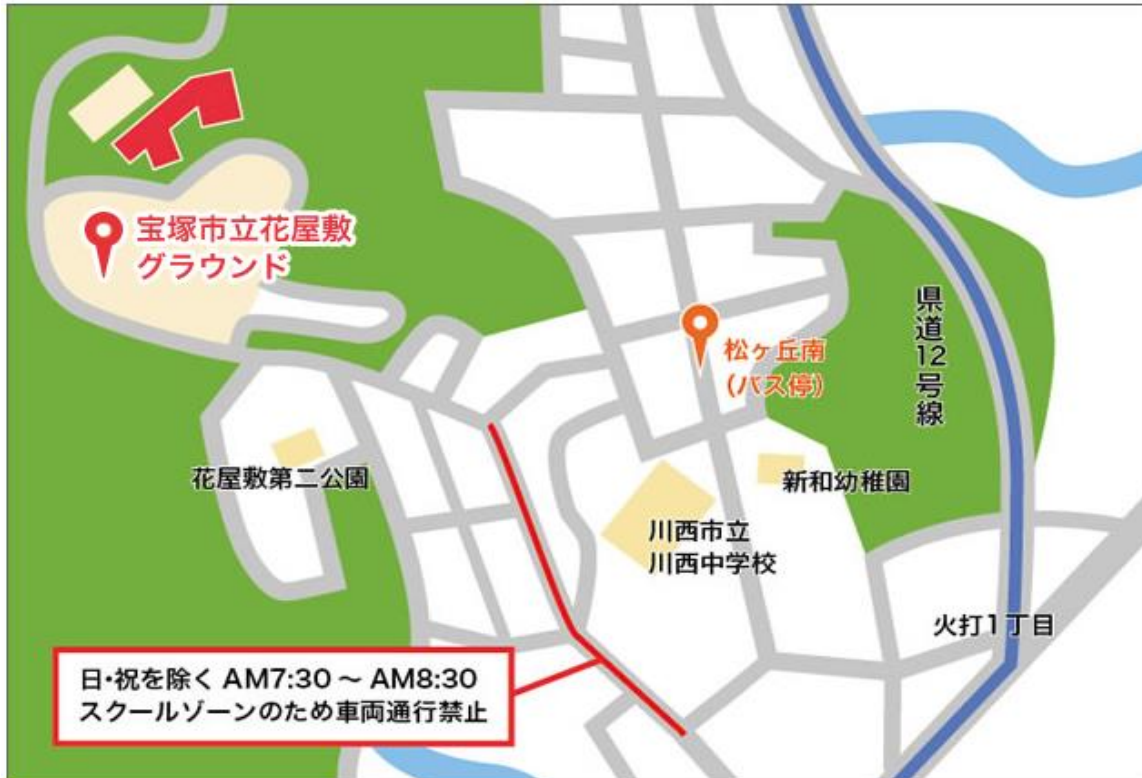 宝塚市立花屋敷
グラウンド
県道12号線
松ヶ丘南
(バス停)
花屋敷第二公園
新和幼稚園
川西市立
川西中学校
火打1丁目
日・祝を除く AM7:30 ~ AM8:30
スクールゾーンのため車両通行禁止